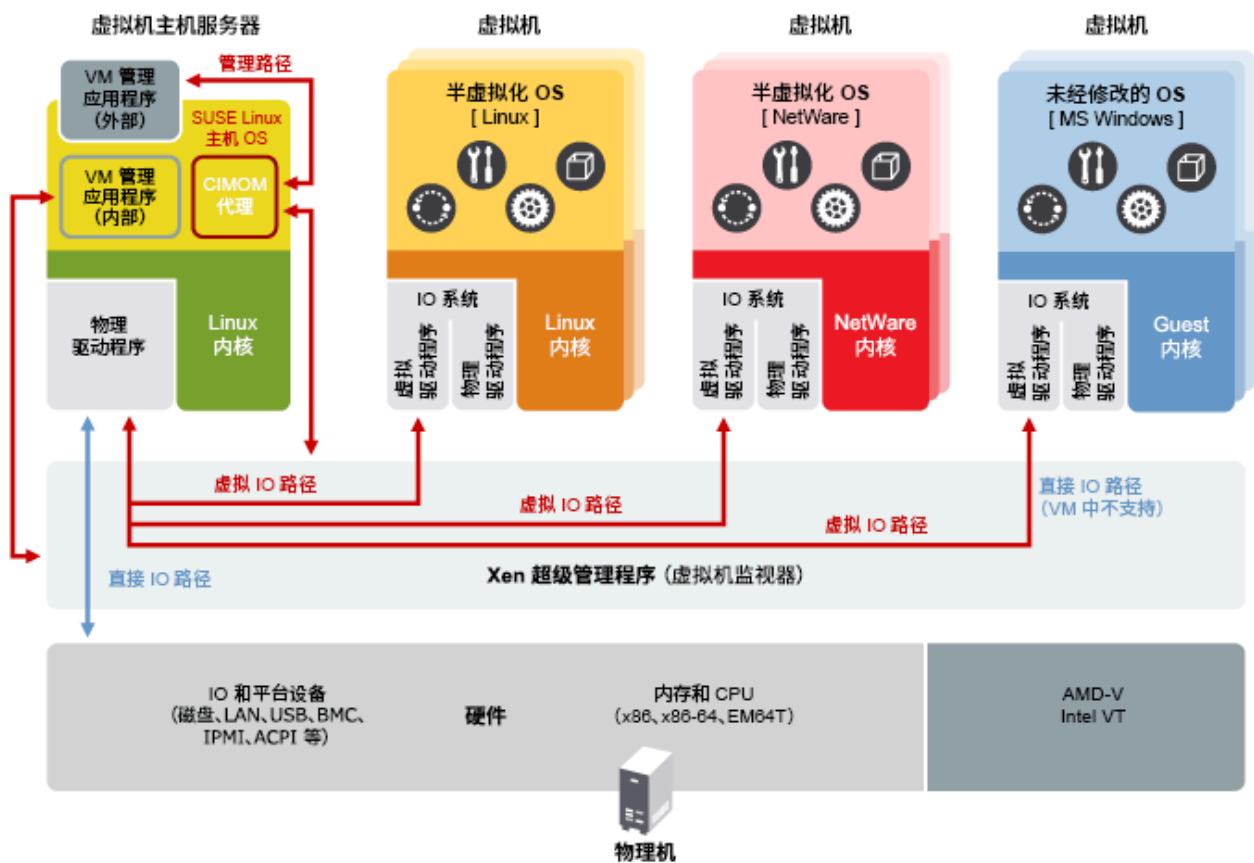 虚拟机主机服务器
虚拟机
虚拟机
虚拟机
管理路径
VM 管理
应用程序
(外部)
SUSE Linux
主机 OS
VM 管理
应用程序
(内部)
CIMOM
代理
物理
驱动程序
Linux
内核
半虚拟化 OS
[ Linux ]
IO 系统
虚拟
驱动程序
物理
驱动程序
Linux
内核
半虚拟化 OS
[ NetWare ]
IO 系统
虚拟
驱动程序
物理
驱动程序
NetWare
内核
未经修改的 OS
[ MS Windows ]
IO 系统
虚拟
驱动程序
物理
驱动程序
Guest
内核
虚拟 IO 路径
虚拟 IO 路径
虚拟 IO 路径
直接 IO 路径
(VM 中不支持)
直接 IO 路径
Xen 超级管理程序 (虚拟机监视器)
IO 和平台设备
(磁盘、LAN、USB、BMC、
IPMI、ACPI 等)
硬件
内存和 CPU
(x86、x86-64、EM64T)
AMD-V
Intel VT
物理机